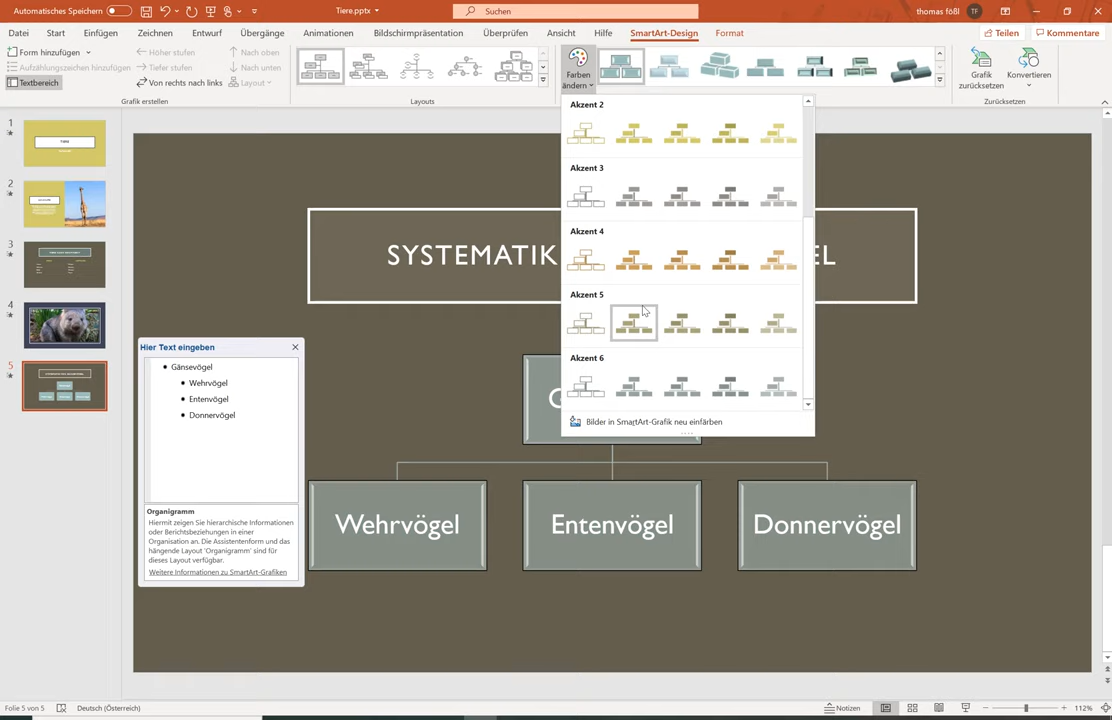 Automatisches Speichern
Tiere.pptx
Suchen
thomas fößl
TF
Datei
Start
Einfügen
Zeichnen
Entwurf
Übergänge
Animationen
Bildschirmpräsentation
Überprüfen
Ansicht
Hilfe
SmartArt-Design
Format
Teilen
Kommentare
Form hinzufügen
Höher stufen
Nach oben
Aufzählungszeichen hinzufügen
Tiefer stufen
Nach unten
Textbereich
Von rechts nach links
Layout
Grafik erstellen
Layouts
Farben
ändern
Grafik
zurücksetzen
Konvertieren
Zurücksetzen
Akzent 2
Akzent 3
Akzent 4
Akzent 5
Akzent 6
Bilder in SmartArt-Grafik neu einfärben
1
2
3
4
5
SYSTEMATIK
EL
G
Wehrvögel
Entenvögel
Donnervögel
Hier Text eingeben
Gänsevögel
Wehrvögel
Entenvögel
Donnervögel
Organigramm
Hiermit zeigen Sie hierarchische Informationen
oder Berichtsbeziehungen in einer
Organisation an. Die Assistentenform und das
hängende Layout 'Organigramm' sind für
dieses Layout verfügbar.
Weitere Informationen zu SmartArt-Grafiken
Folie 5 von 5
Deutsch (Österreich)
Notizen
112%